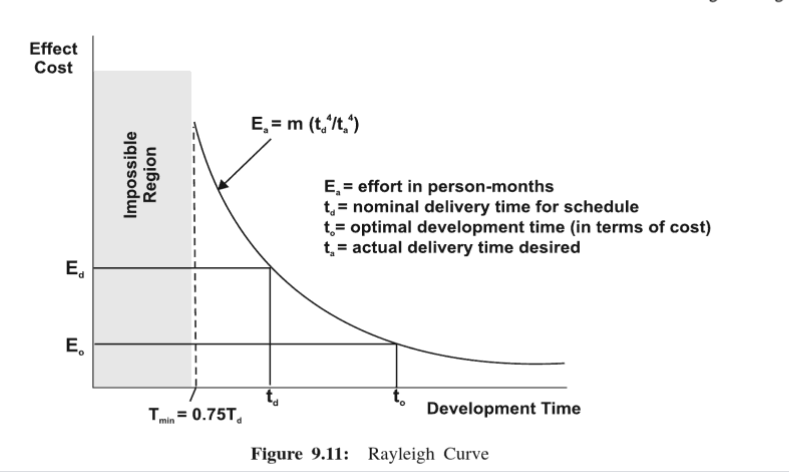 Effect
Cost
Impossible
Region
Eₐ = m (t_d⁴/tₐ⁴)
Eₐ = effort in person-months
t_d = nominal delivery time for schedule
tₒ = optimal development time (in terms of cost)
tₐ = actual delivery time desired
E_d
Eₒ
t_d
tₒ
T_min = 0.75T_d
Development Time
Figure 9.11: Rayleigh Curve